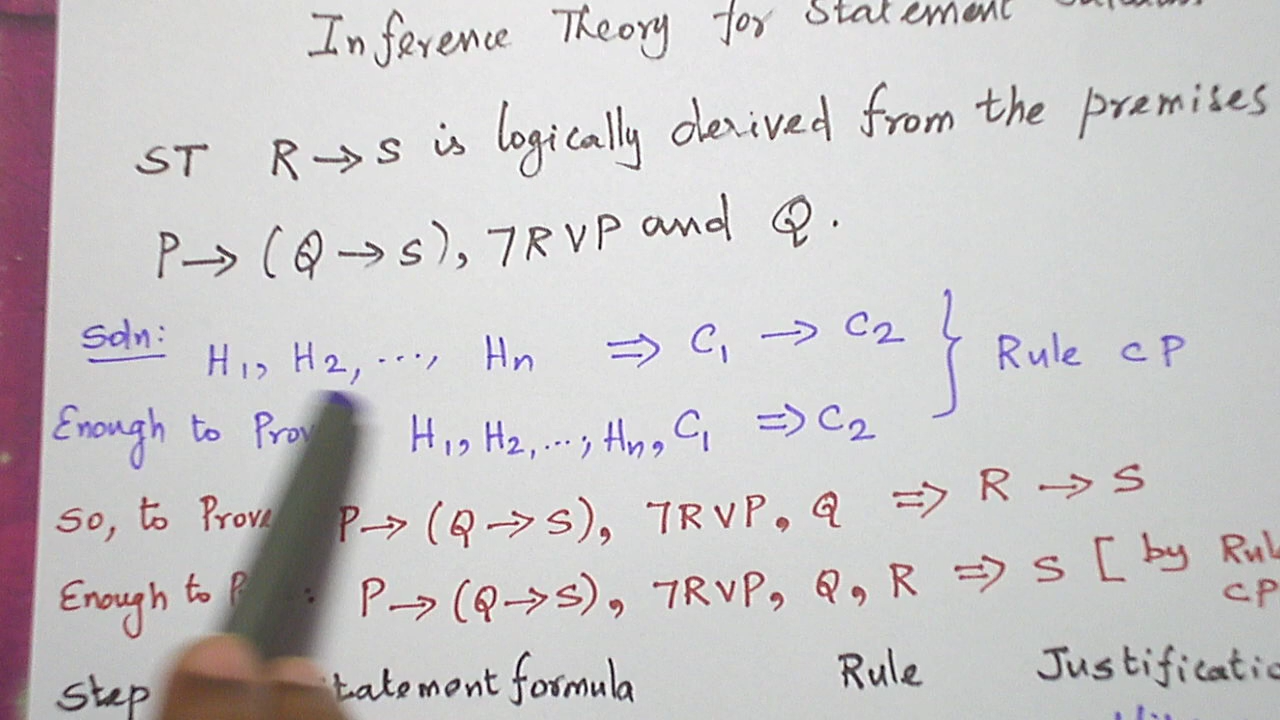 Inference Theory for Statement
ST R → S is logically derived from the premises
P → (Q → S), 7R V P and Q.
Soln: H1, H2, ..., Hn ⇒ C1 → C2 } Rule CP
Enough to Prov H1, H2, ..., Hn, C1 ⇒ C2
So, to Prove P → (Q → S), 7R V P, Q ⇒ R → S
Enough to P : P → (Q → S), 7R V P, Q, R ⇒ S [ by Rul
CP
Step tatement formula Rule Justificatio